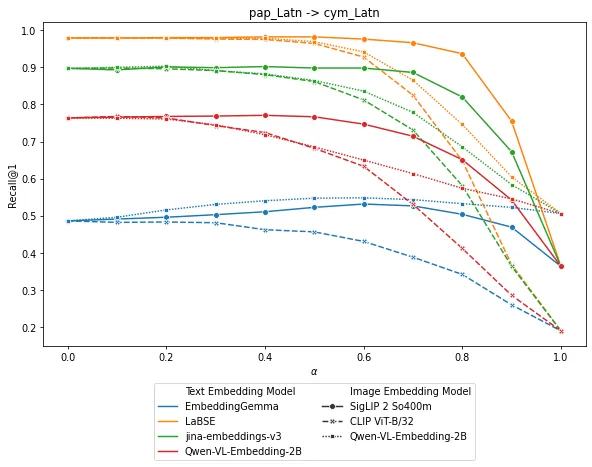 pap_Latn -> cym_Latn
1.0
0.9
0.8
0.7
0.6
0.5
0.4
0.3
0.2
Recall@1
0.0 0.2 0.4 0.6 0.8 1.0
α
Text Embedding Model Image Embedding Model
EmbeddingGemma SigLIP 2 So400m
LaBSE CLIP ViT-B/32
jina-embeddings-v3 Qwen-VL-Embedding-2B
Qwen-VL-Embedding-2B